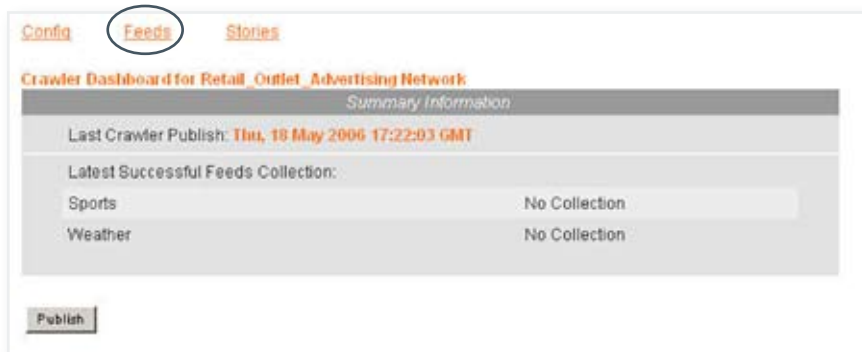 Config Feeds Stories
Crawler Dashboard for Retail_Outlet_Advertising Network
Summary Information
Last Crawler Publish: Thu, 18 May 2006 17:22:03 GMT
Latest Successful Feeds Collection:
Sports No Collection
Weather No Collection
Publish